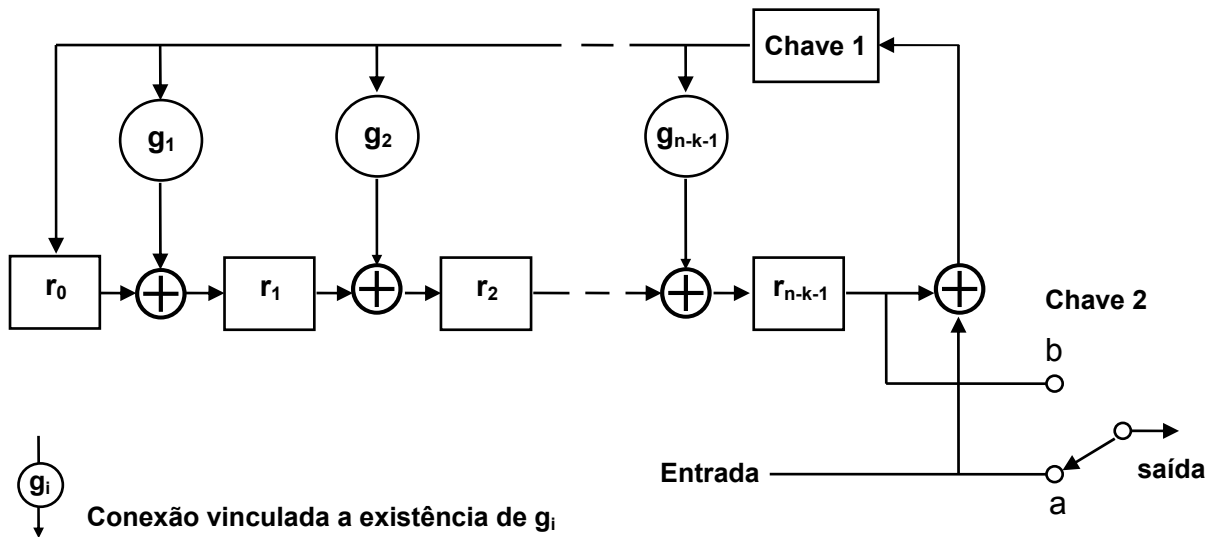 Chave 1
g1
g2
gn-k-1
r0
r1
r2
rn-k-1
Chave 2
b
Entrada
a
saída
gi
Conexão vinculada a existência de gi